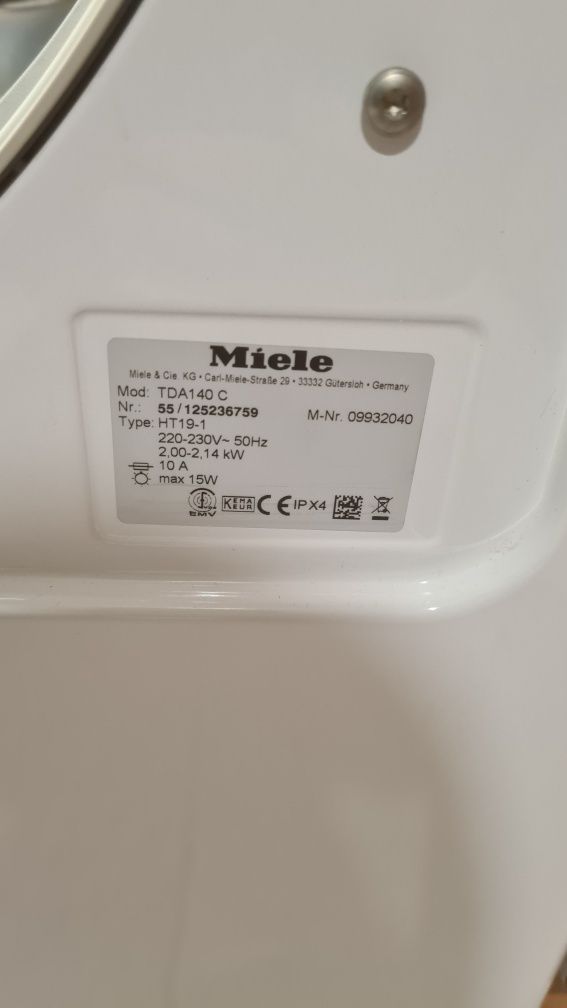 Miele
Miele & Cie. KG • Carl-Miele-Straße 29 • 33332 Gütersloh • Germany
Mod: TDA140 C
Nr.: 55/125236759 M-Nr. 09932040
Type: HT19-1
220-230V~ 50Hz
2,00-2,14 kW
10 A
max 15W
EMV KEMA KEUR CE IPX4